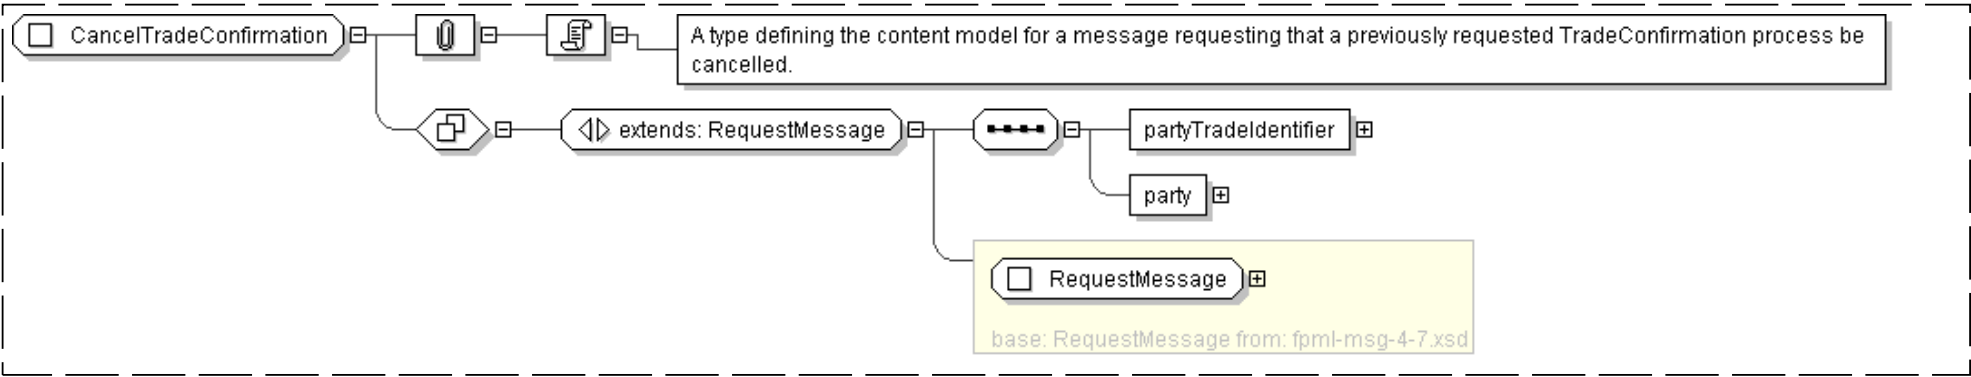 CancelTradeConfirmation
A type defining the content model for a message requesting that a previously requested TradeConfirmation process be
cancelled.
extends: RequestMessage
partyTradeIdentifier
party
RequestMessage
base: RequestMessage from: fpml-msg-4-7.xsd